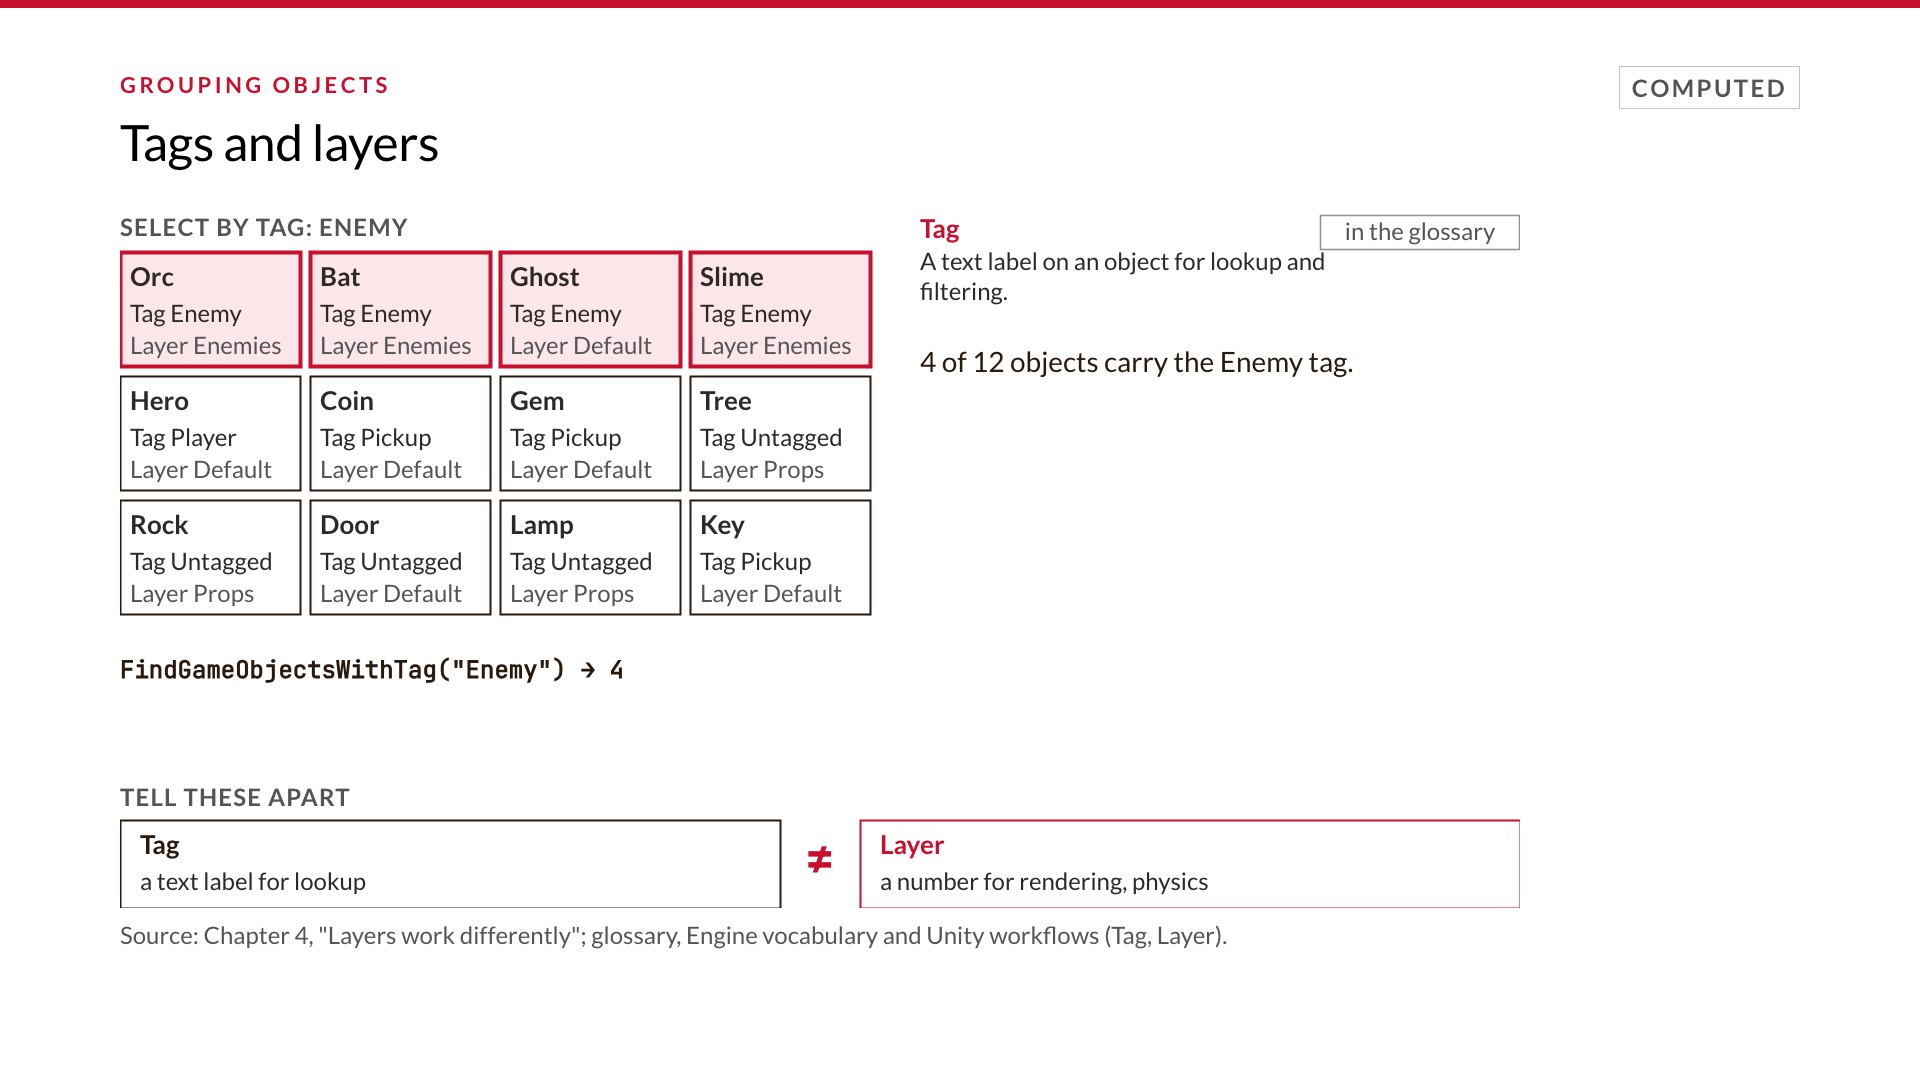 GROUPING OBJECTS
COMPUTED
Tags and layers
SELECT BY TAG: ENEMY
Orc
Tag Enemy
Layer Enemies
Bat
Tag Enemy
Layer Enemies
Ghost
Tag Enemy
Layer Default
Slime
Tag Enemy
Layer Enemies
Hero
Tag Player
Layer Default
Coin
Tag Pickup
Layer Default
Gem
Tag Pickup
Layer Default
Tree
Tag Untagged
Layer Props
Rock
Tag Untagged
Layer Props
Door
Tag Untagged
Layer Default
Lamp
Tag Untagged
Layer Props
Key
Tag Pickup
Layer Default
FindGameObjectsWithTag("Enemy") → 4
Tag
in the glossary
A text label on an object for lookup and
filtering.
4 of 12 objects carry the Enemy tag.
TELL THESE APART
Tag
a text label for lookup
≠
Layer
a number for rendering, physics
Source: Chapter 4, "Layers work differently"; glossary, Engine vocabulary and Unity workflows (Tag, Layer).